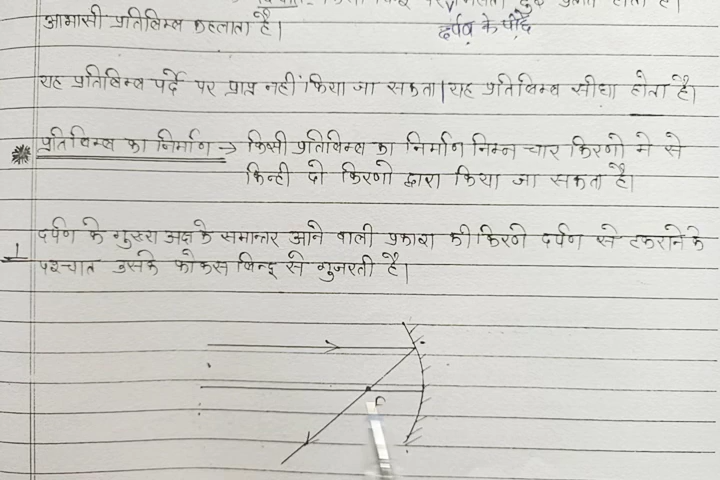 दर्पण के पीछे
आभासी प्रतिबिम्ब कहलाता है।
यह प्रतिबिम्ब पर्दे पर प्राप्त नहीं किया जा सकता। यह प्रतिबिम्ब सीधा होता है।
प्रतिबिम्ब का निर्माण → किसी प्रतिबिम्ब का निर्माण निम्न चार किरणो मे से
किन्ही दो किरणो द्वारा किया जा सकता है।
1 दर्पण के मुख्य अक्ष के समान्तर आने वाली प्रकाश की किरणे दर्पण से टकराने के
पश्चात उसके फोकस बिन्दु से गुजरती है।
F